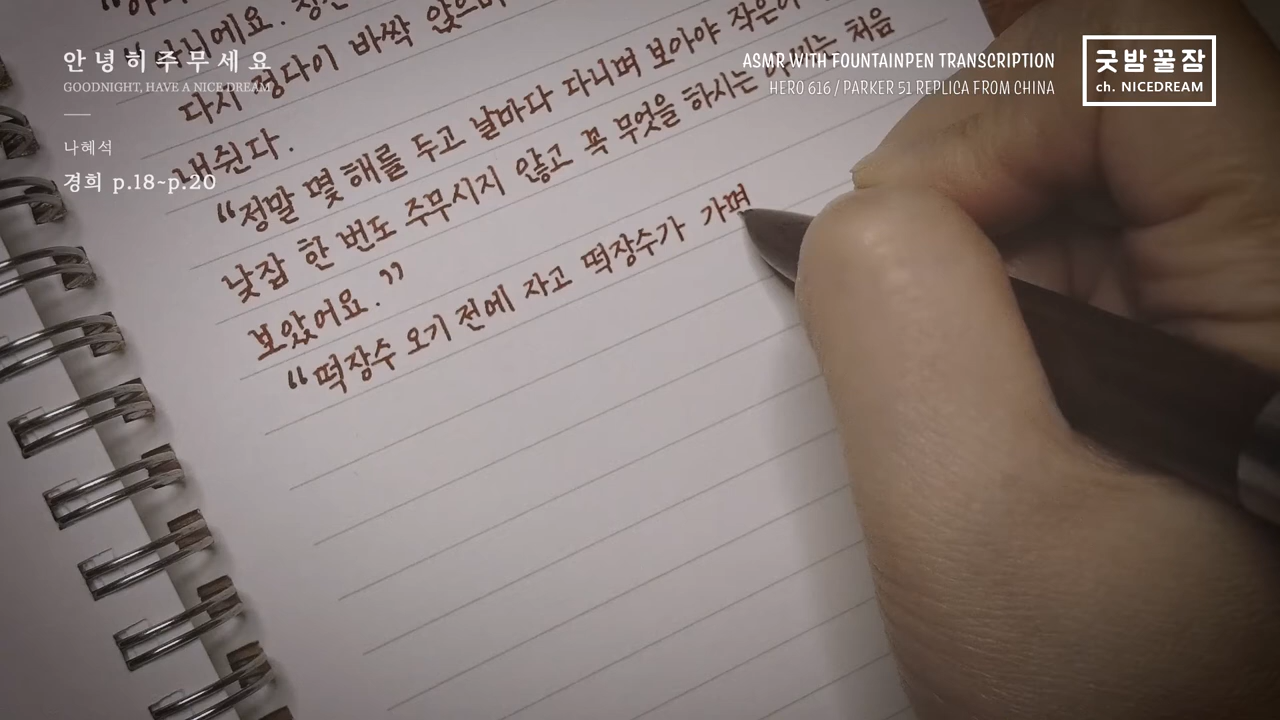 안녕히주무세요
GOODNIGHT, HAVE A NICE DREAM
나혜석
경희 p.18~p.20
ASMR WITH FOUNTAINPEN TRANSCRIPTION
HERO 616 / PARKER 51 REPLICA FROM CHINA
굿밤꿀잠
ch. NICEDREAM
다시 정다이 바싹 앉으며
내쉰다.
“정말 몇 해를 두고 날마다 다니며 보아야 작은
낮잠 한 번도 주무시지 않고 꼭 무엇을 하시는 처음
보았어요.”
“떡장수 오기 전에 자고 떡장수가 가며